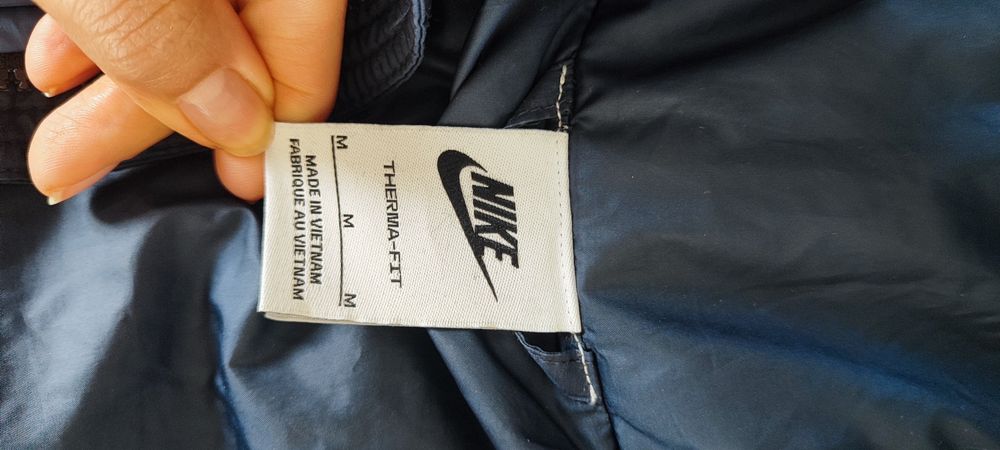 NIKE
THERMA-FIT
M M M
MADE IN VIETNAM
FABRIQUE AU VIETNAM